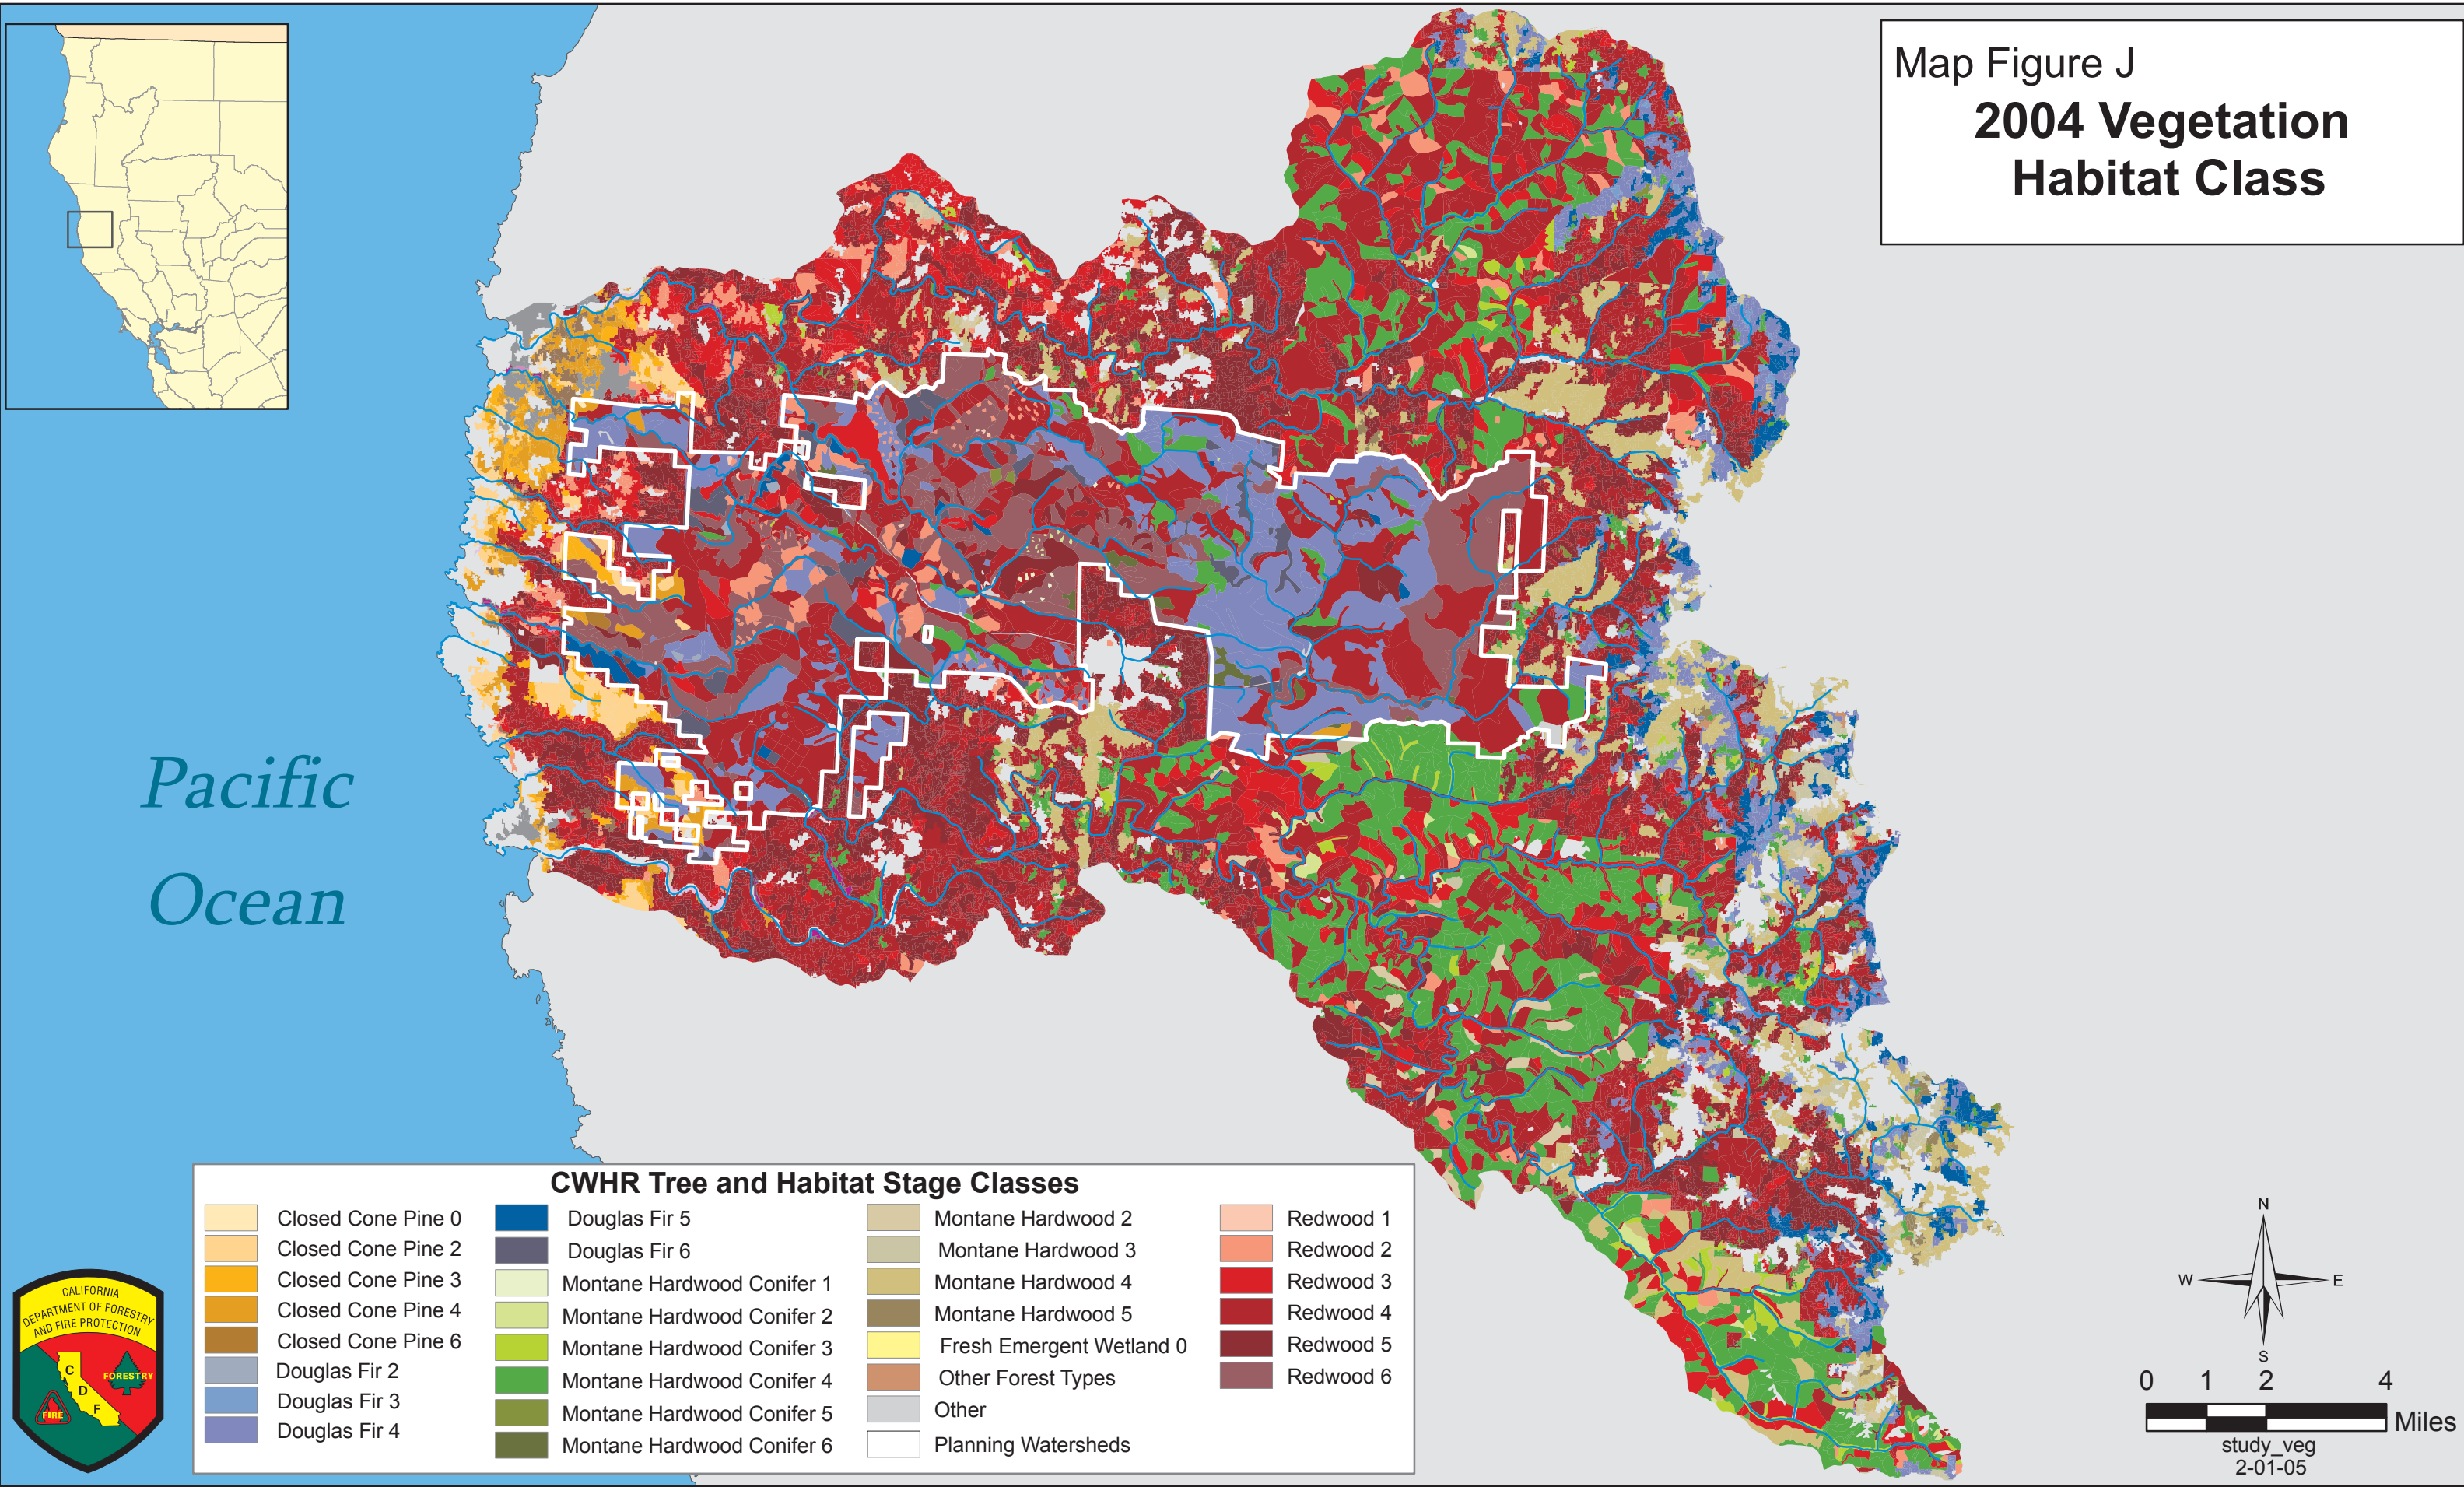 Map Figure J
2004 Vegetation
Habitat Class
Pacific
Ocean
CWHR Tree and Habitat Stage Classes
Closed Cone Pine 0
Closed Cone Pine 2
Closed Cone Pine 3
Closed Cone Pine 4
Closed Cone Pine 6
Douglas Fir 2
Douglas Fir 3
Douglas Fir 4
Douglas Fir 5
Douglas Fir 6
Montane Hardwood Conifer 1
Montane Hardwood Conifer 2
Montane Hardwood Conifer 3
Montane Hardwood Conifer 4
Montane Hardwood Conifer 5
Montane Hardwood Conifer 6
Montane Hardwood 2
Montane Hardwood 3
Montane Hardwood 4
Montane Hardwood 5
Fresh Emergent Wetland 0
Other Forest Types
Other
Planning Watersheds
Redwood 1
Redwood 2
Redwood 3
Redwood 4
Redwood 5
Redwood 6
CALIFORNIA
DEPARTMENT OF FORESTRY
AND FIRE PROTECTION
C
D
F
FORESTRY
FIRE
N
W E
S
0 1 2 4
Miles
study_veg
2-01-05